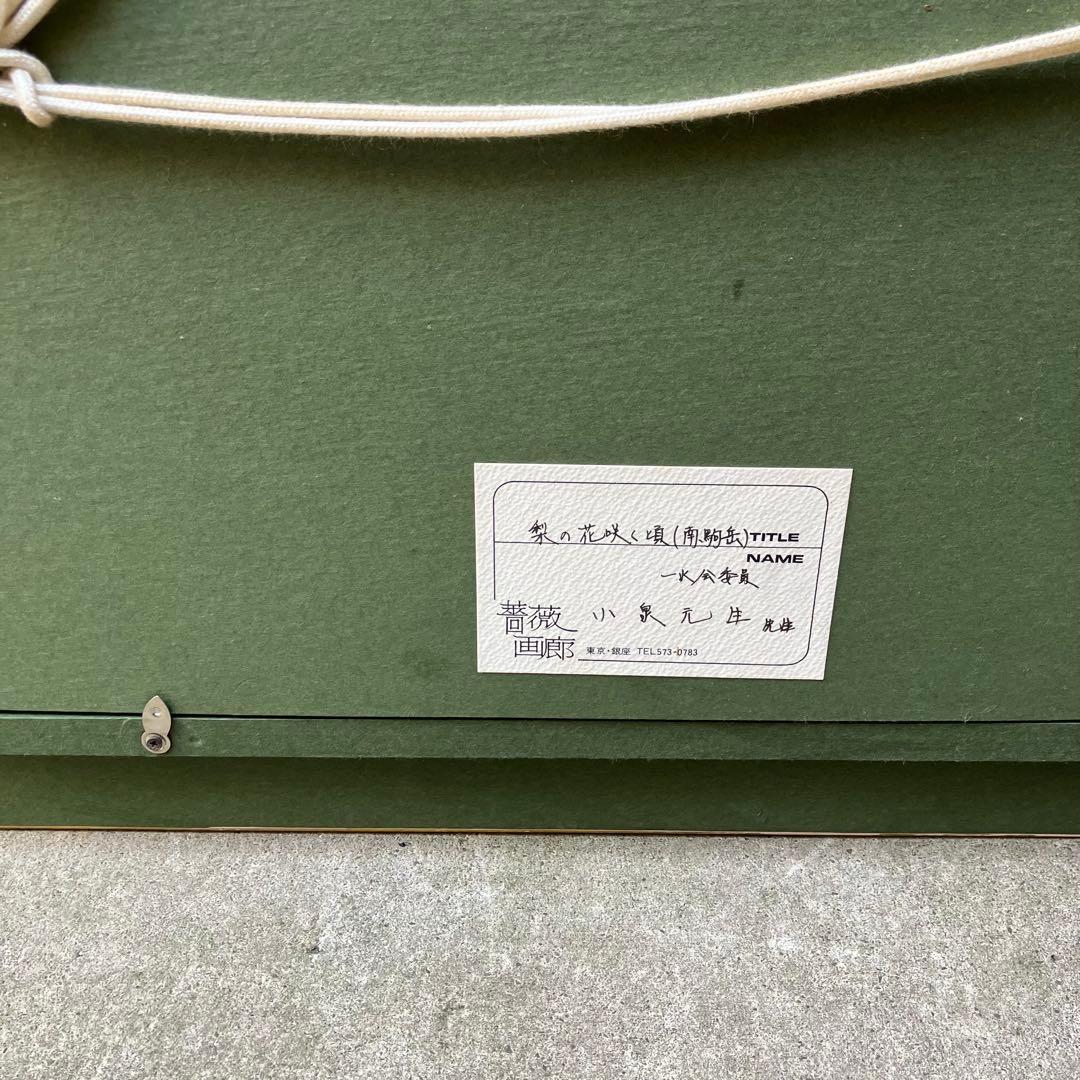 梨の花咲く頃(南駒岳)TITLE
NAME
一水会委員
小泉元生 先生
薔薇
画廊
東京・銀座 TEL573-0783